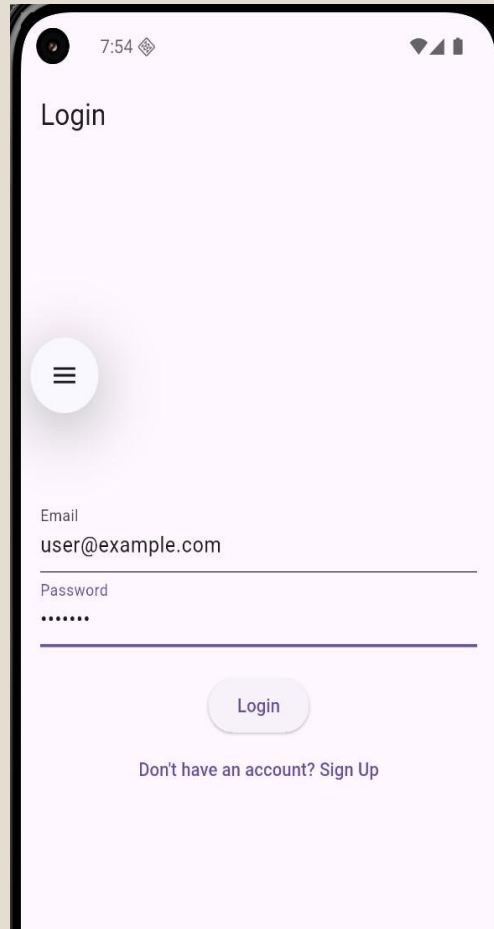 7:54
Login
Email
user@example.com
Password
•••••••
Login
Don't have an account? Sign Up